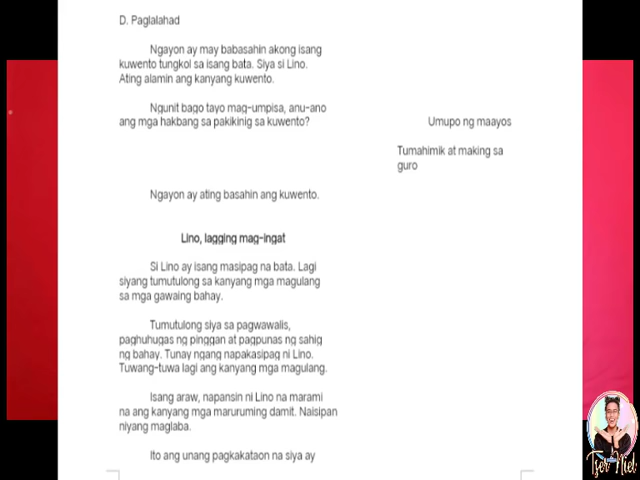 D. Paglalahad
Ngayon ay may babasahin akong isang
kuwento tungkol sa isang bata. Siya si Lino.
Ating alamin ang kanyang kuwento.
Ngunit bago tayo mag-umpisa, anu-ano
ang mga hakbang sa pakikinig sa kuwento?
Umupo ng maayos
Tumahimik at making sa
guro
Ngayon ay ating basahin ang kuwento.
Lino, lagging mag-ingat
Si Lino ay isang masipag na bata. Lagi
siyang tumutulong sa kanyang mga magulang
sa mga gawaing bahay.
Tumutulong siya sa pagwawalis,
paghuhugas ng pinggan at pagpunas ng sahig
ng bahay. Tunay ngang napakasipag ni Lino.
Tuwang-tuwa lagi ang kanyang mga magulang.
Isang araw, napansin ni Lino na marami
na ang kanyang mga maruruming damit. Naisipan
niyang maglaba.
Ito ang unang pagkakataon na siya ay
Tser Niel